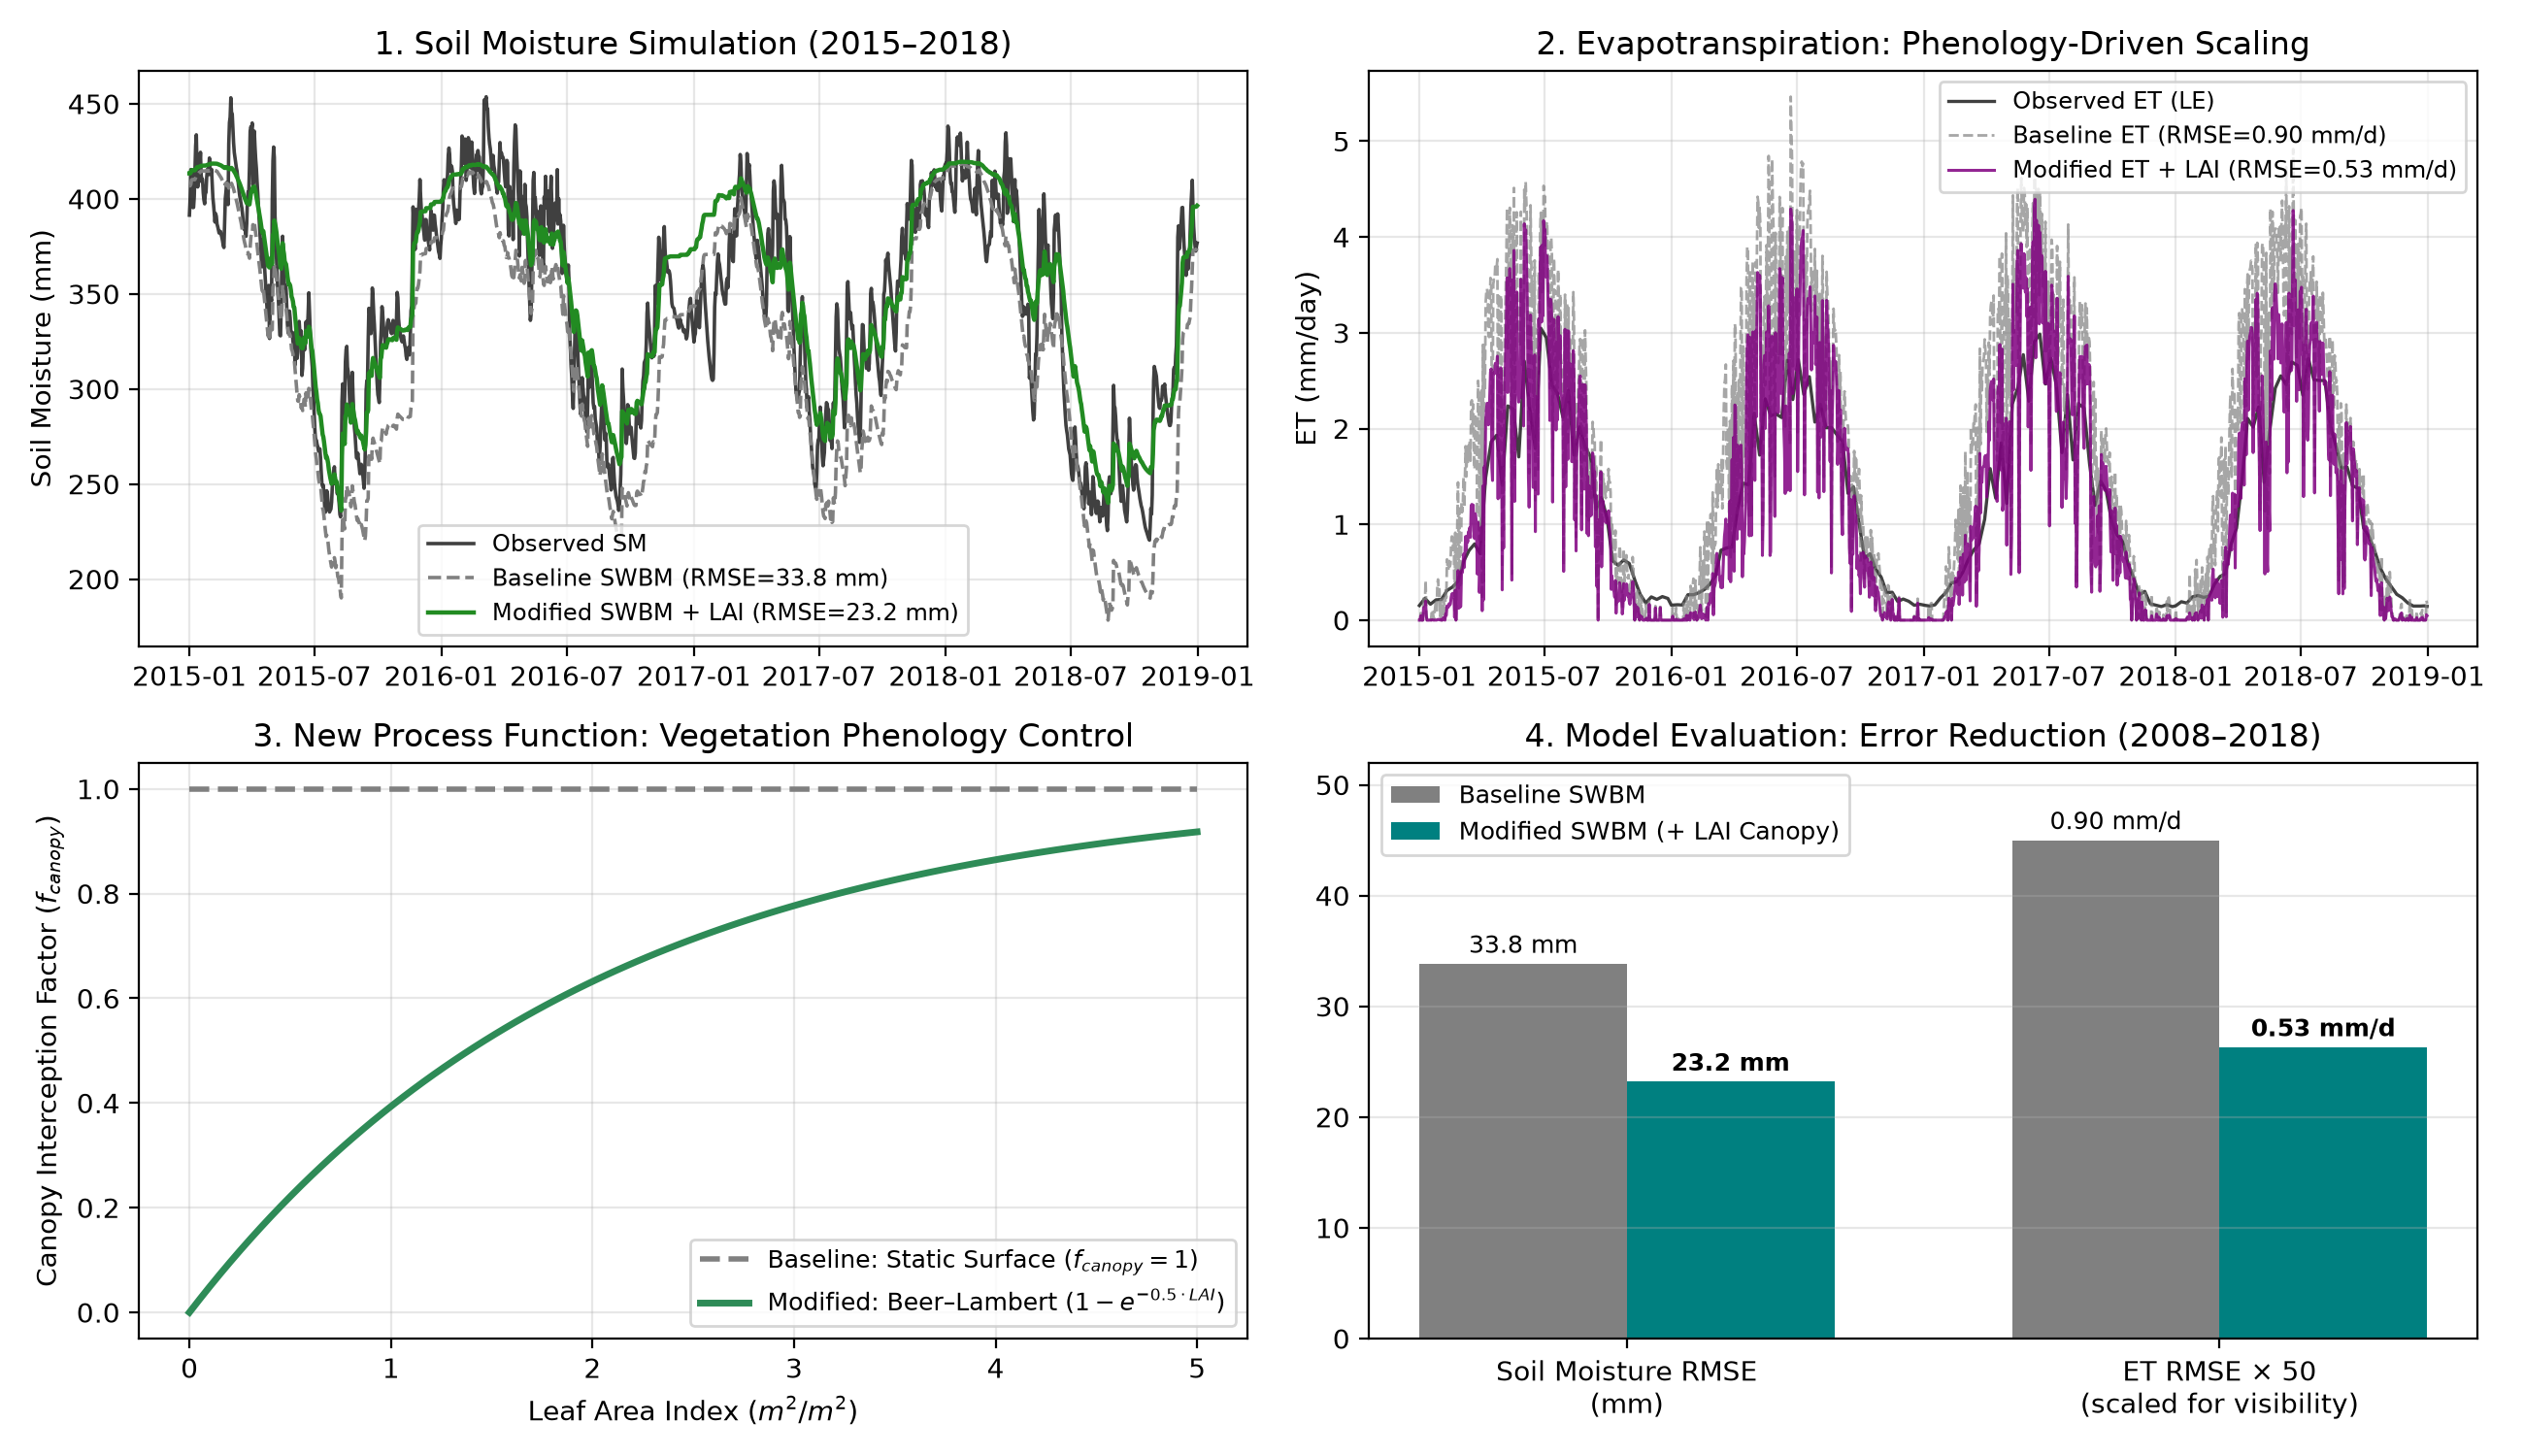 1. Soil Moisture Simulation (2015–2018)
Soil Moisture (mm)
450
400
350
300
250
200
Observed SM
Baseline SWBM (RMSE=33.8 mm)
Modified SWBM + LAI (RMSE=23.2 mm)
2015-01 2015-07 2016-01 2016-07 2017-01 2017-07 2018-01 2018-07 2019-01
2. Evapotranspiration: Phenology-Driven Scaling
ET (mm/day)
5
4
3
2
1
0
Observed ET (LE)
Baseline ET (RMSE=0.90 mm/d)
Modified ET + LAI (RMSE=0.53 mm/d)
2015-01 2015-07 2016-01 2016-07 2017-01 2017-07 2018-01 2018-07 2019-01
3. New Process Function: Vegetation Phenology Control
Canopy Interception Factor (f_canopy)
1.0
0.8
0.6
0.4
0.2
0.0
Baseline: Static Surface (f_canopy = 1)
Modified: Beer–Lambert (1 − e^−0.5·LAI)
0 1 2 3 4 5
Leaf Area Index (m²/m²)
4. Model Evaluation: Error Reduction (2008–2018)
50
40
30
20
10
0
Baseline SWBM
Modified SWBM (+ LAI Canopy)
33.8 mm
23.2 mm
0.90 mm/d
0.53 mm/d
Soil Moisture RMSE
(mm)
ET RMSE × 50
(scaled for visibility)